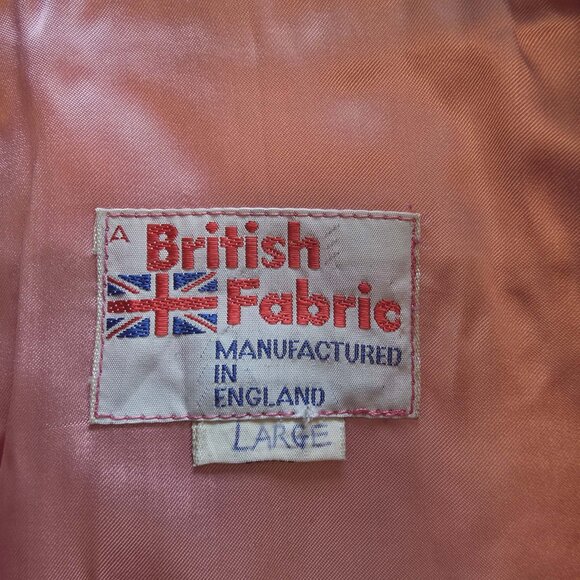 A British
Fabric
MANUFACTURED
IN
ENGLAND
LARGE